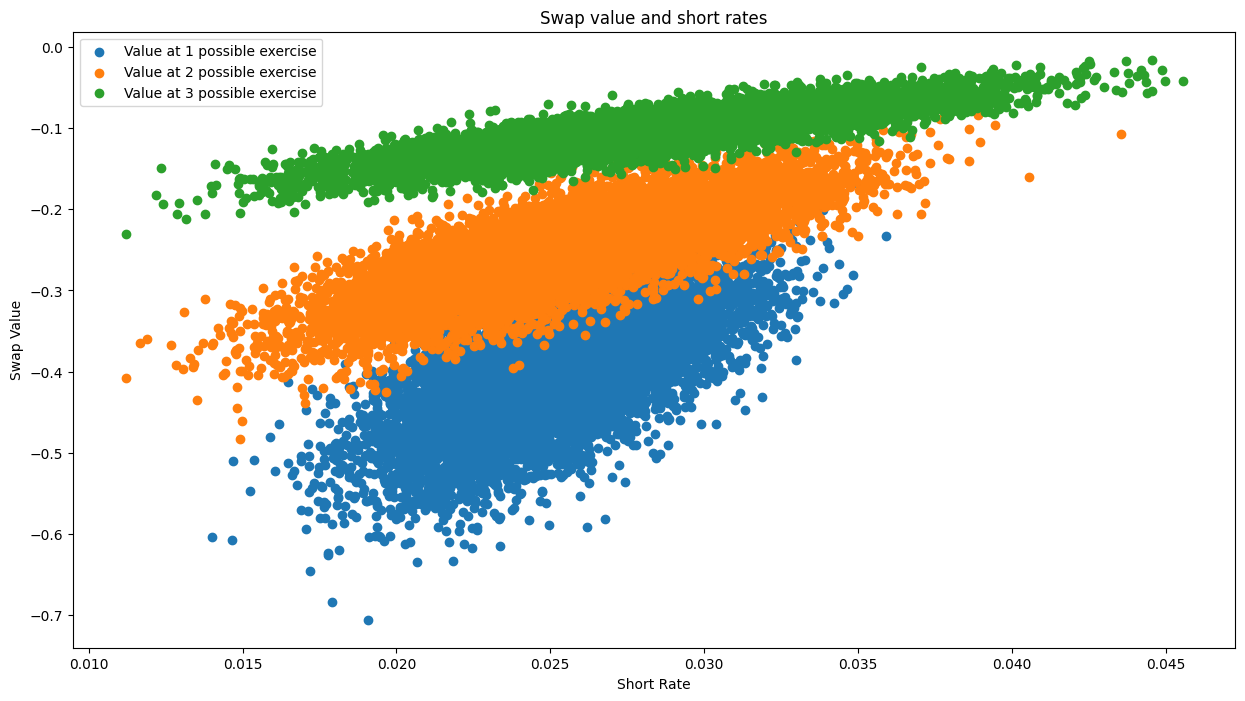 Swap value and short rates
Value at 1 possible exercise
Value at 2 possible exercise
Value at 3 possible exercise
0.0
−0.1
−0.2
−0.3
−0.4
−0.5
−0.6
−0.7
Swap Value
0.010 0.015 0.020 0.025 0.030 0.035 0.040 0.045
Short Rate